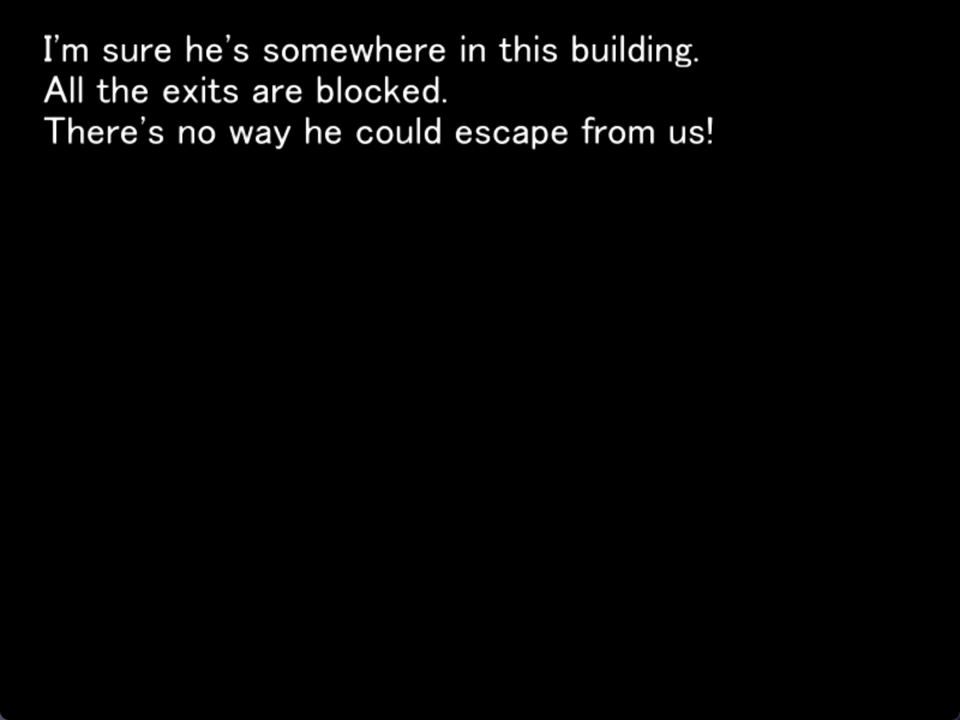 I'm sure he's somewhere in this building.
All the exits are blocked.
There's no way he could escape from us!